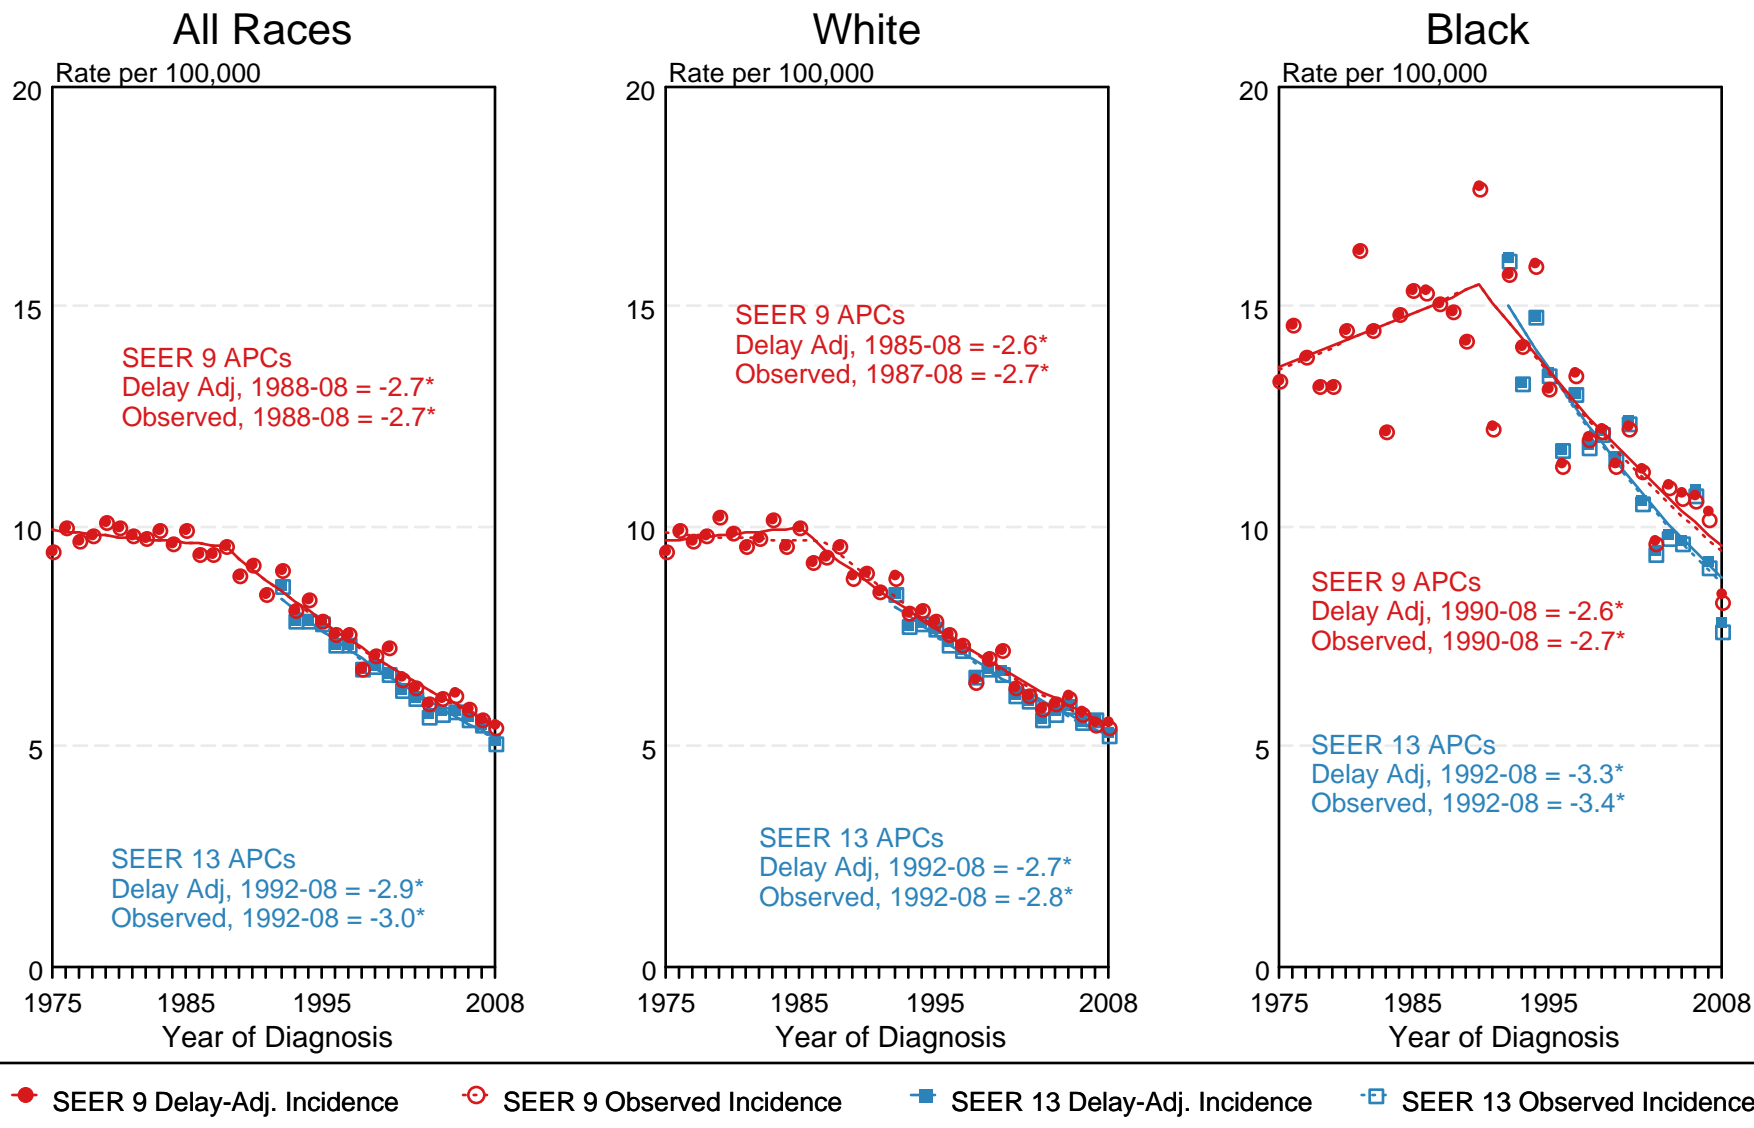 All Races
Rate per 100,000
20
15
10
5
0
SEER 9 APCs
Delay Adj, 1988-08 = -2.7*
Observed, 1988-08 = -2.7*
SEER 13 APCs
Delay Adj, 1992-08 = -2.9*
Observed, 1992-08 = -3.0*
1975 1985 1995 2008
Year of Diagnosis
White
Rate per 100,000
20
15
10
5
0
SEER 9 APCs
Delay Adj, 1985-08 = -2.6*
Observed, 1987-08 = -2.7*
SEER 13 APCs
Delay Adj, 1992-08 = -2.7*
Observed, 1992-08 = -2.8*
1975 1985 1995 2008
Year of Diagnosis
Black
Rate per 100,000
20
15
10
5
0
SEER 9 APCs
Delay Adj, 1990-08 = -2.6*
Observed, 1990-08 = -2.7*
SEER 13 APCs
Delay Adj, 1992-08 = -3.3*
Observed, 1992-08 = -3.4*
1975 1985 1995 2008
Year of Diagnosis
SEER 9 Delay-Adj. Incidence SEER 9 Observed Incidence SEER 13 Delay-Adj. Incidence SEER 13 Observed Incidence